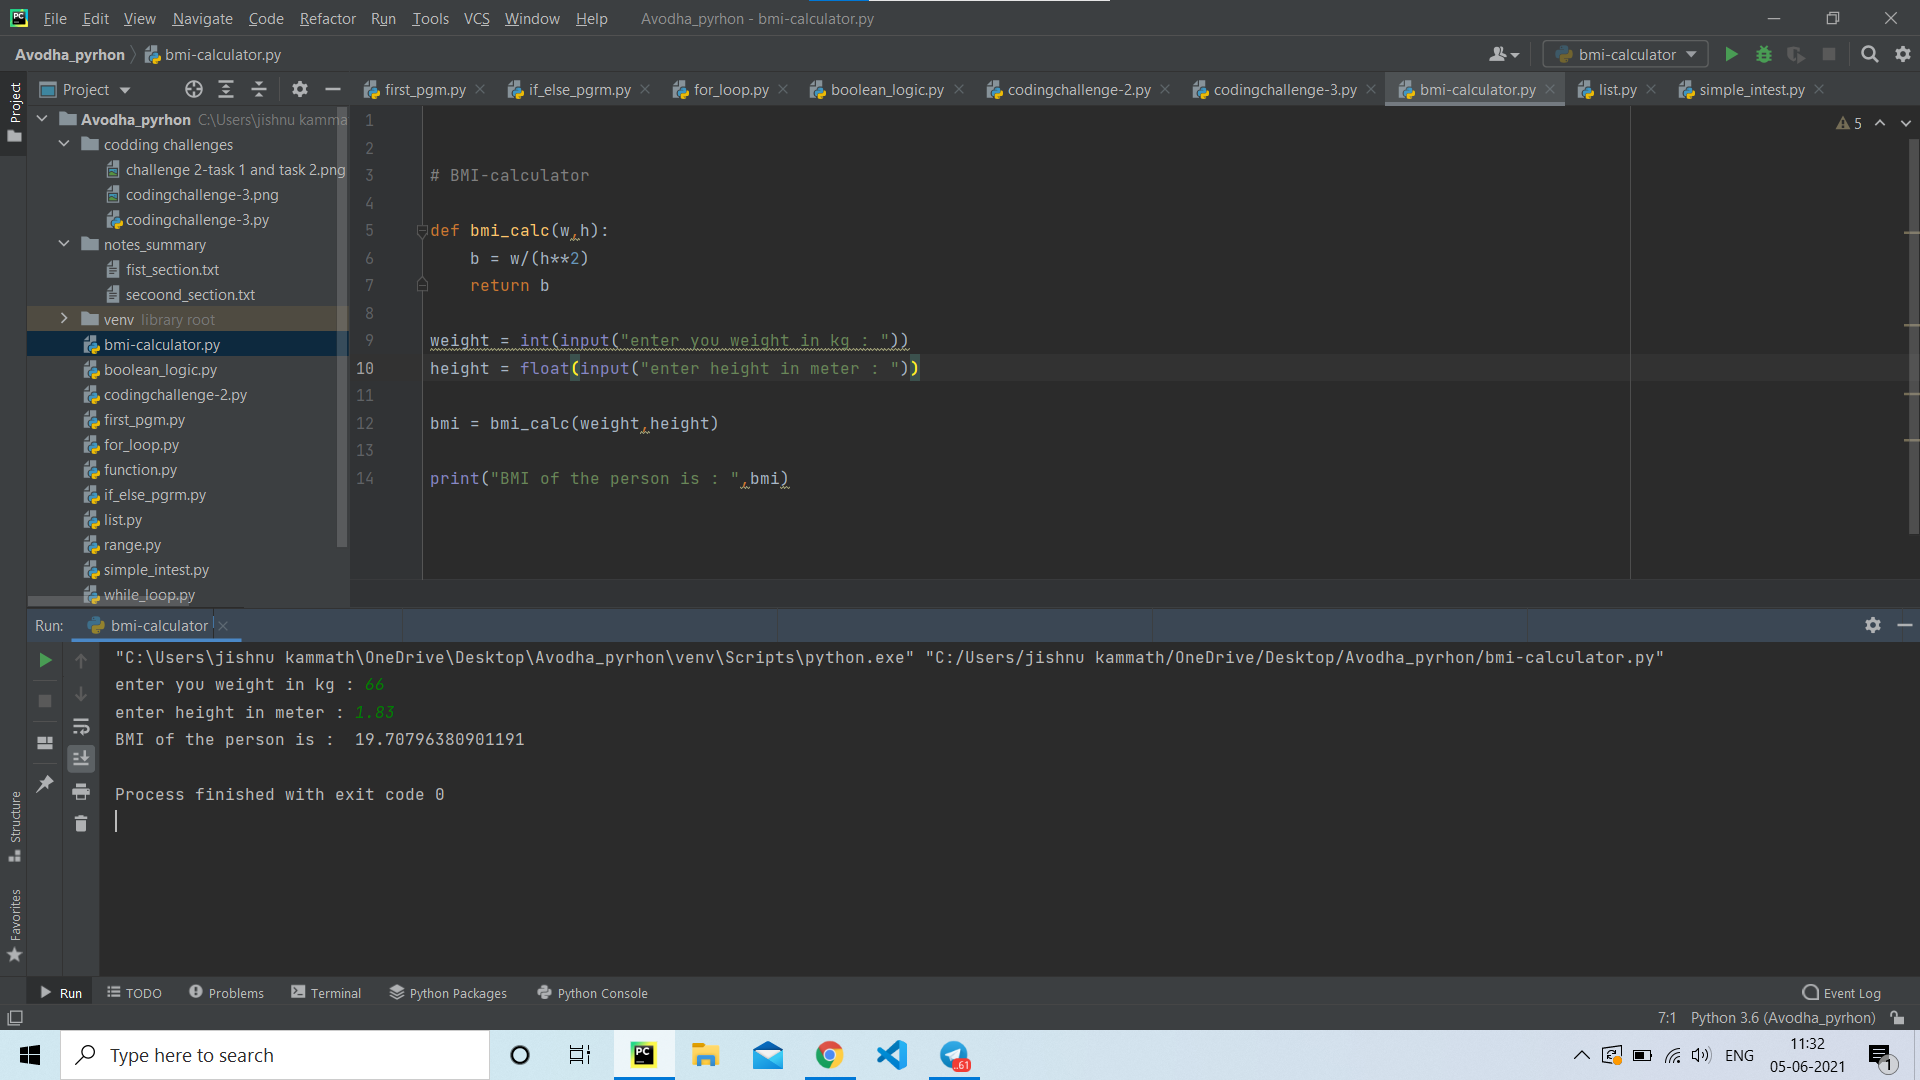 PC File Edit View Navigate Code Refactor Run Tools VCS Window Help Avodha_pyrhon - bmi-calculator.py
Avodha_pyrhon bmi-calculator.py bmi-calculator
Project first_pgm.py if_else_pgrm.py for_loop.py boolean_logic.py codingchallenge-2.py codingchallenge-3.py bmi-calculator.py list.py simple_intest.py
Project
Avodha_pyrhon C:\Users\jishnu kamma
codding challenges
challenge 2-task 1 and task 2.png
codingchallenge-3.png
codingchallenge-3.py
notes_summary
fist_section.txt
secoond_section.txt
venv library root
bmi-calculator.py
boolean_logic.py
codingchallenge-2.py
first_pgm.py
for_loop.py
function.py
if_else_pgrm.py
list.py
range.py
simple_intest.py
while_loop.py
5
1
2
3 # BMI-calculator
4
5 def bmi_calc(w,h):
6 b = w/(h**2)
7 return b
8
9 weight = int(input("enter you weight in kg : "))
10 height = float(input("enter height in meter : "))
11
12 bmi = bmi_calc(weight,height)
13
14 print("BMI of the person is : ",bmi)
Run: bmi-calculator
"C:\Users\jishnu kammath\OneDrive\Desktop\Avodha_pyrhon\venv\Scripts\python.exe" "C:/Users/jishnu kammath/OneDrive/Desktop/Avodha_pyrhon/bmi-calculator.py"
enter you weight in kg : 66
enter height in meter : 1.83
BMI of the person is :  19.70796380901191
Process finished with exit code 0
Structure
Favorites
Run TODO Problems Terminal Python Packages Python Console Event Log
7:1 Python 3.6 (Avodha_pyrhon)
Type here to search PC ..61 ENG 11:32
05-06-2021 1